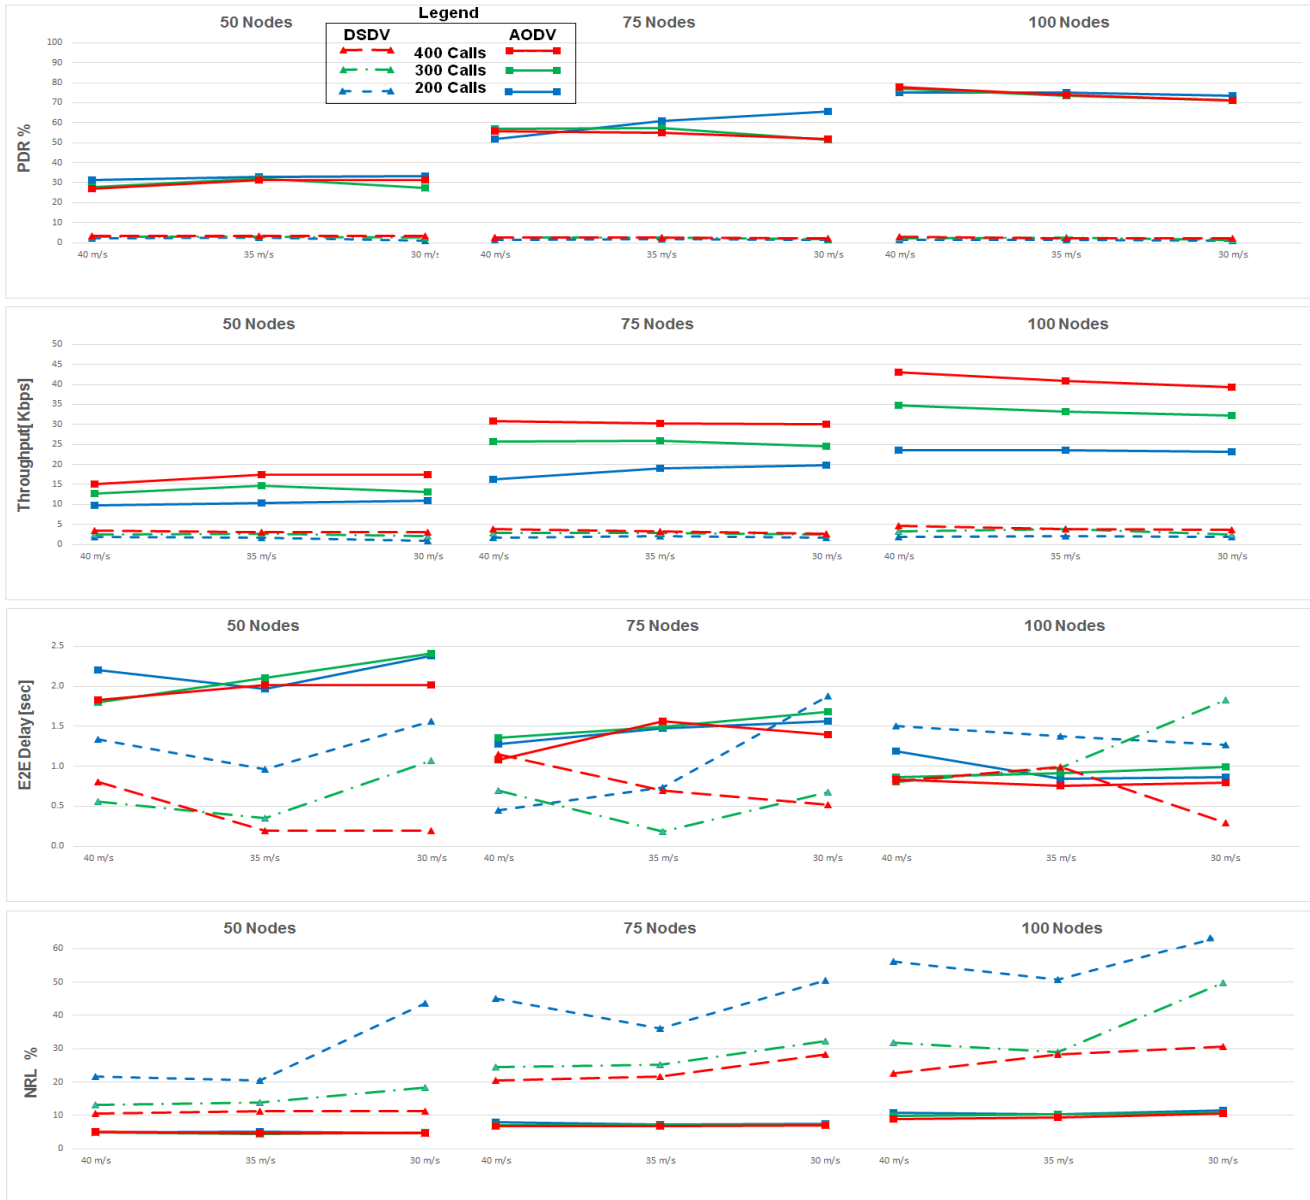 50 Nodes
Legend
75 Nodes
100 Nodes
DSDV
AODV
400 Calls
300 Calls
200 Calls
PDR %
100
90
80
70
60
50
40
30
20
10
0
40 m/s
35 m/s
30 m/s
40 m/s
35 m/s
30 m/s
40 m/s
35 m/s
30 m/s
50 Nodes
75 Nodes
100 Nodes
Throughput[Kbps]
50
45
40
35
30
25
20
15
10
5
0
40 m/s
35 m/s
30 m/s
40 m/s
35 m/s
30 m/s
40 m/s
35 m/s
30 m/s
50 Nodes
75 Nodes
100 Nodes
E2E Delay [sec]
2.5
2.0
1.5
1.0
0.5
0.0
40 m/s
35 m/s
30 m/s
40 m/s
35 m/s
30 m/s
40 m/s
35 m/s
30 m/s
50 Nodes
75 Nodes
100 Nodes
NRL %
60
50
40
30
20
10
0
40 m/s
35 m/s
30 m/s
40 m/s
35 m/s
30 m/s
40 m/s
35 m/s
30 m/s